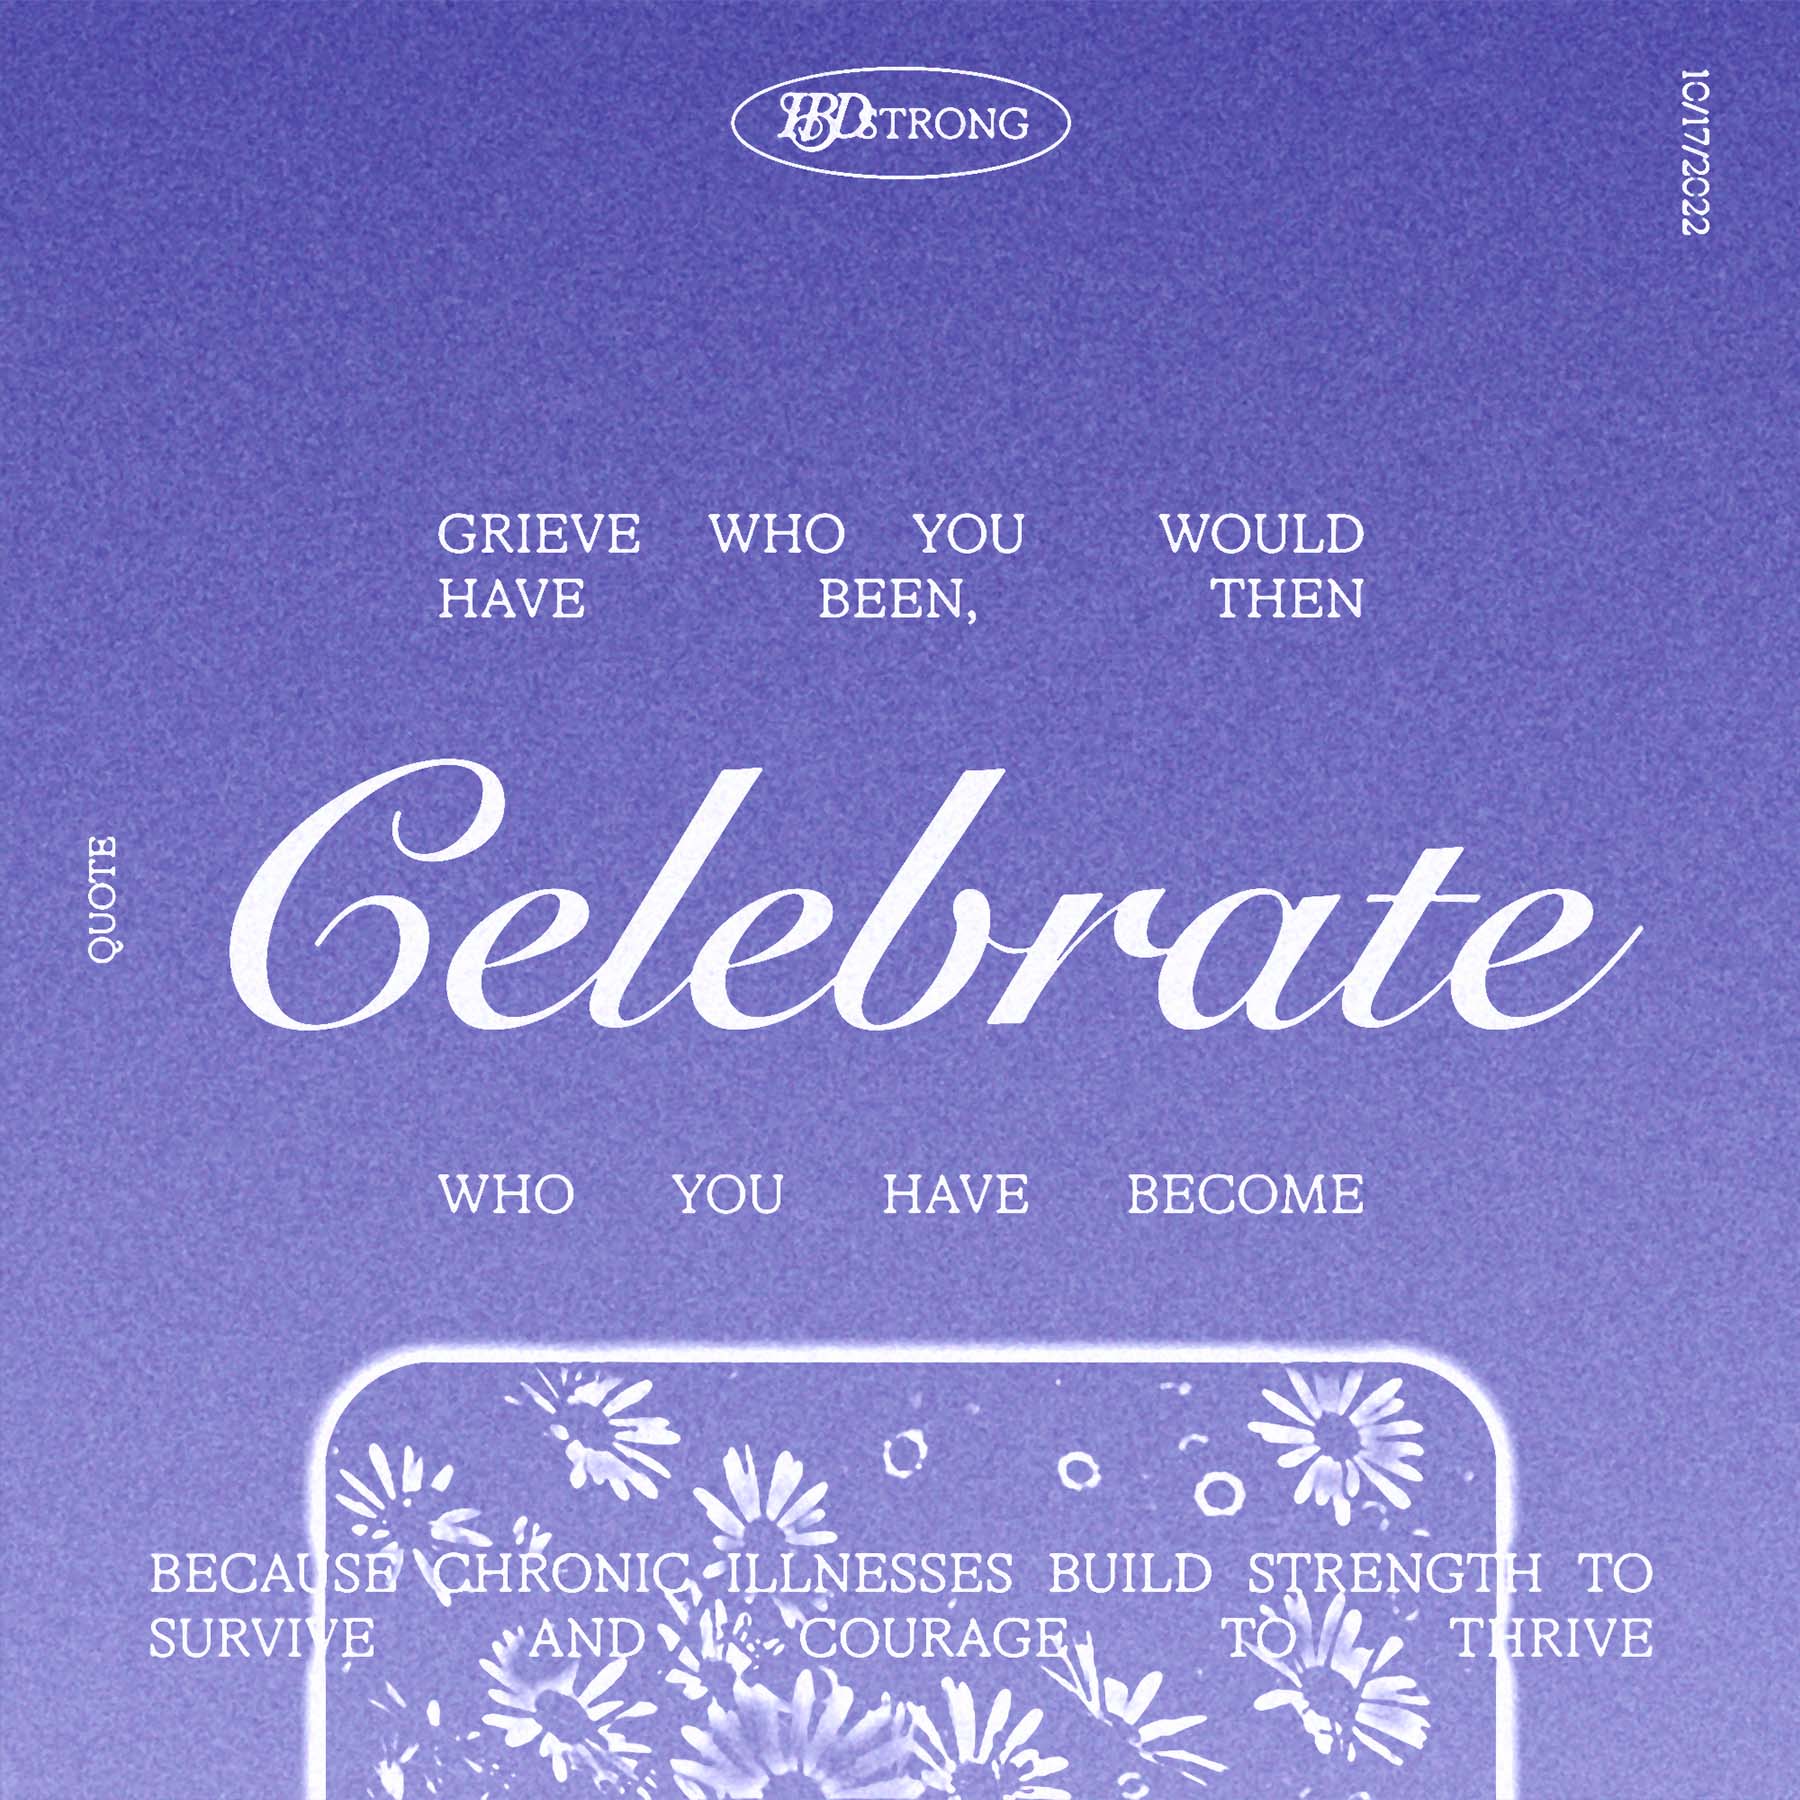 IBDSTRONG
10/17/2022
GRIEVE WHO YOU WOULD
HAVE BEEN, THEN
Celebrate
QUOTE
WHO YOU HAVE BECOME
BECAUSE CHRONIC ILLNESSES BUILD STRENGTH TO
SURVIVE AND COURAGE TO THRIVE